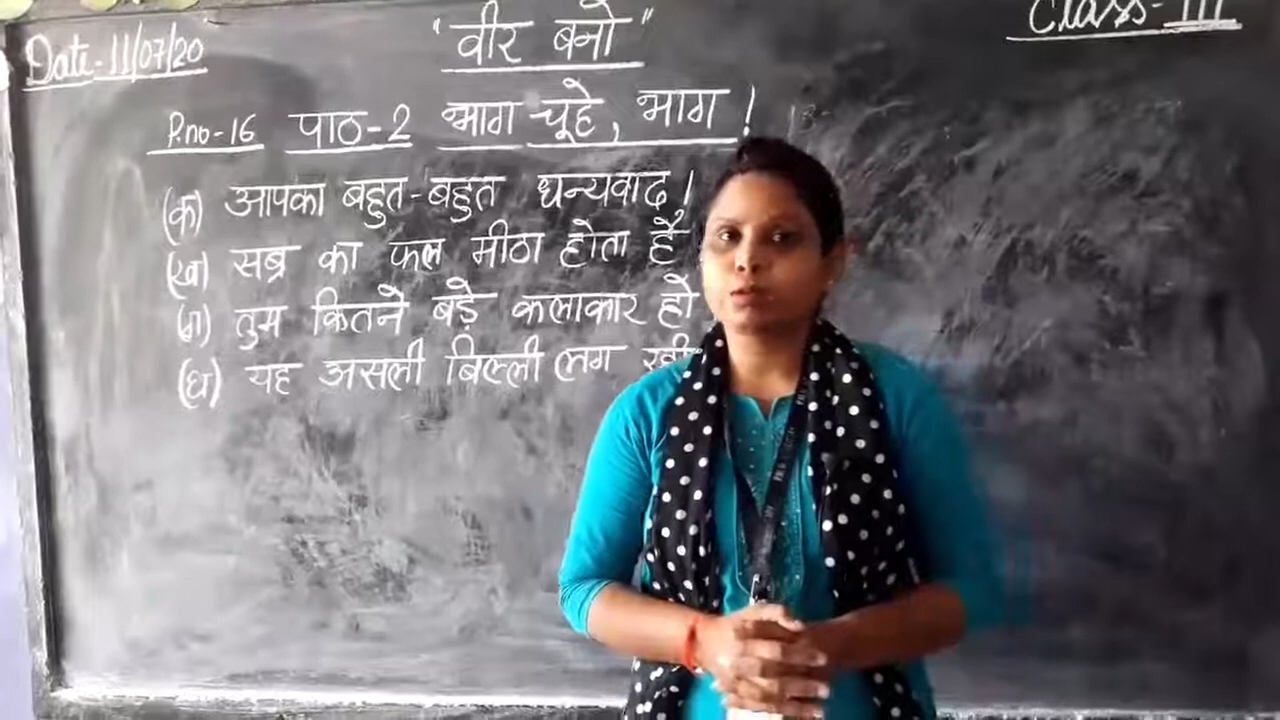 Date-11/07/20
"वीर बनो"
Class-III
P.no-16 पाठ-2 भाग चूहे, भाग !
(क) आपका बहुत-बहुत धन्यवाद !
(ख) सब्र का फल मीठा होता है
(ग) तुम कितने बड़े कलाकार हो
(घ) यह असली बिल्ली लग रही